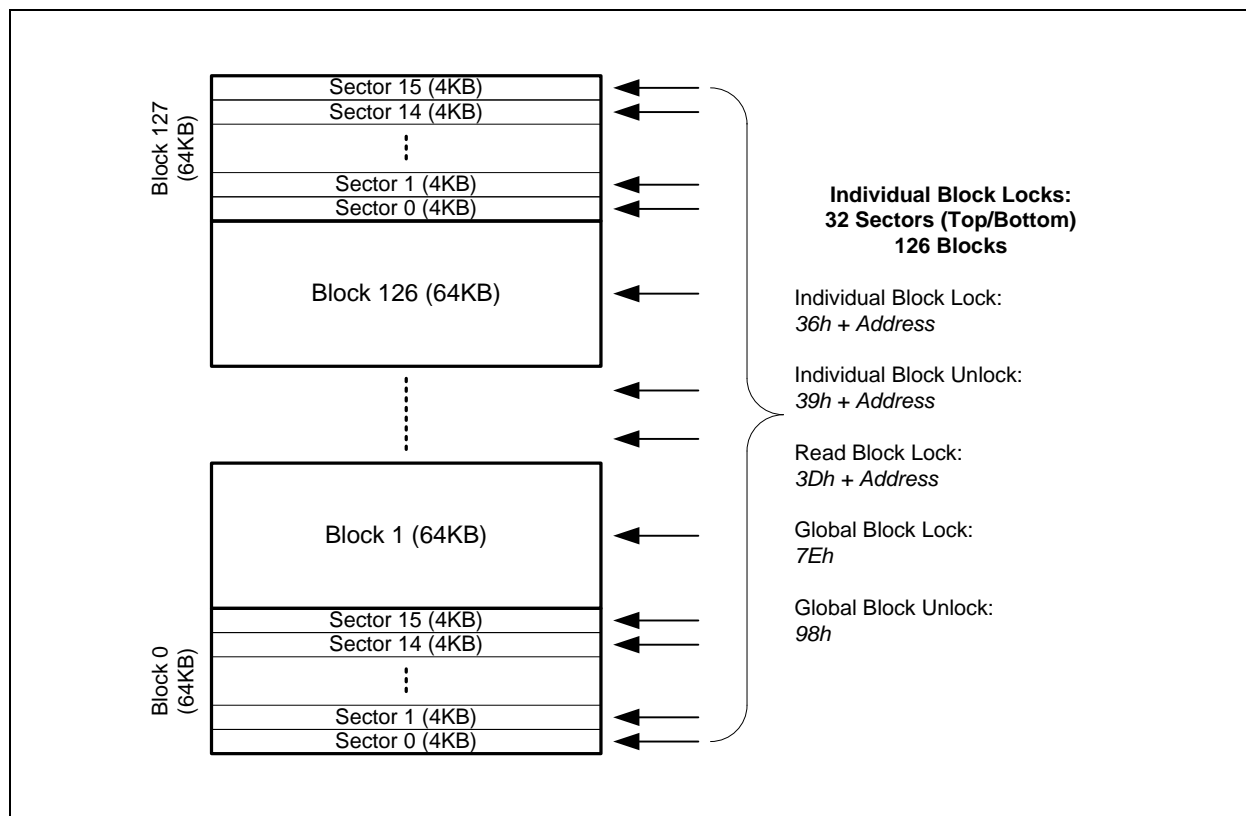 Block 127
(64KB)
Sector 15 (4KB)
Sector 14 (4KB)
Sector 1 (4KB)
Sector 0 (4KB)
Block 126 (64KB)
Block 1 (64KB)
Block 0
(64KB)
Sector 15 (4KB)
Sector 14 (4KB)
Sector 1 (4KB)
Sector 0 (4KB)
Individual Block Locks:
32 Sectors (Top/Bottom)
126 Blocks
Individual Block Lock:
36h + Address
Individual Block Unlock:
39h + Address
Read Block Lock:
3Dh + Address
Global Block Lock:
7Eh
Global Block Unlock:
98h